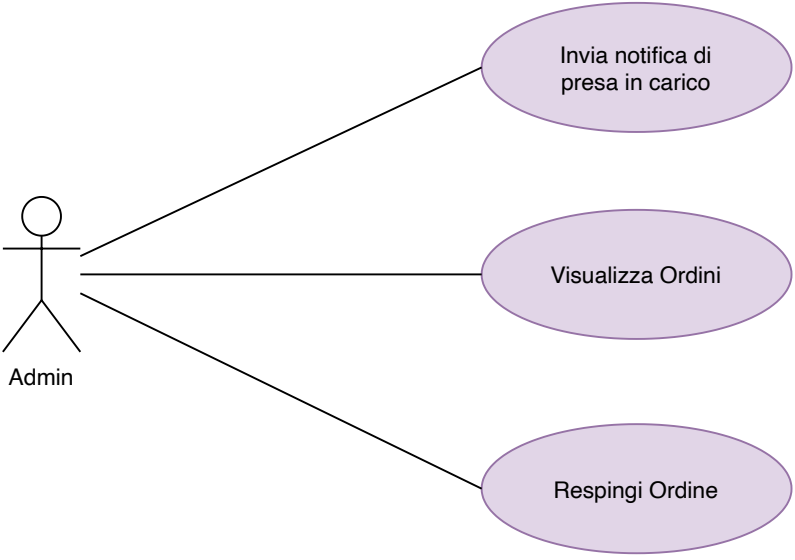 Invia notifica di
presa in carico
Visualizza Ordini
Admin
Respingi Ordine